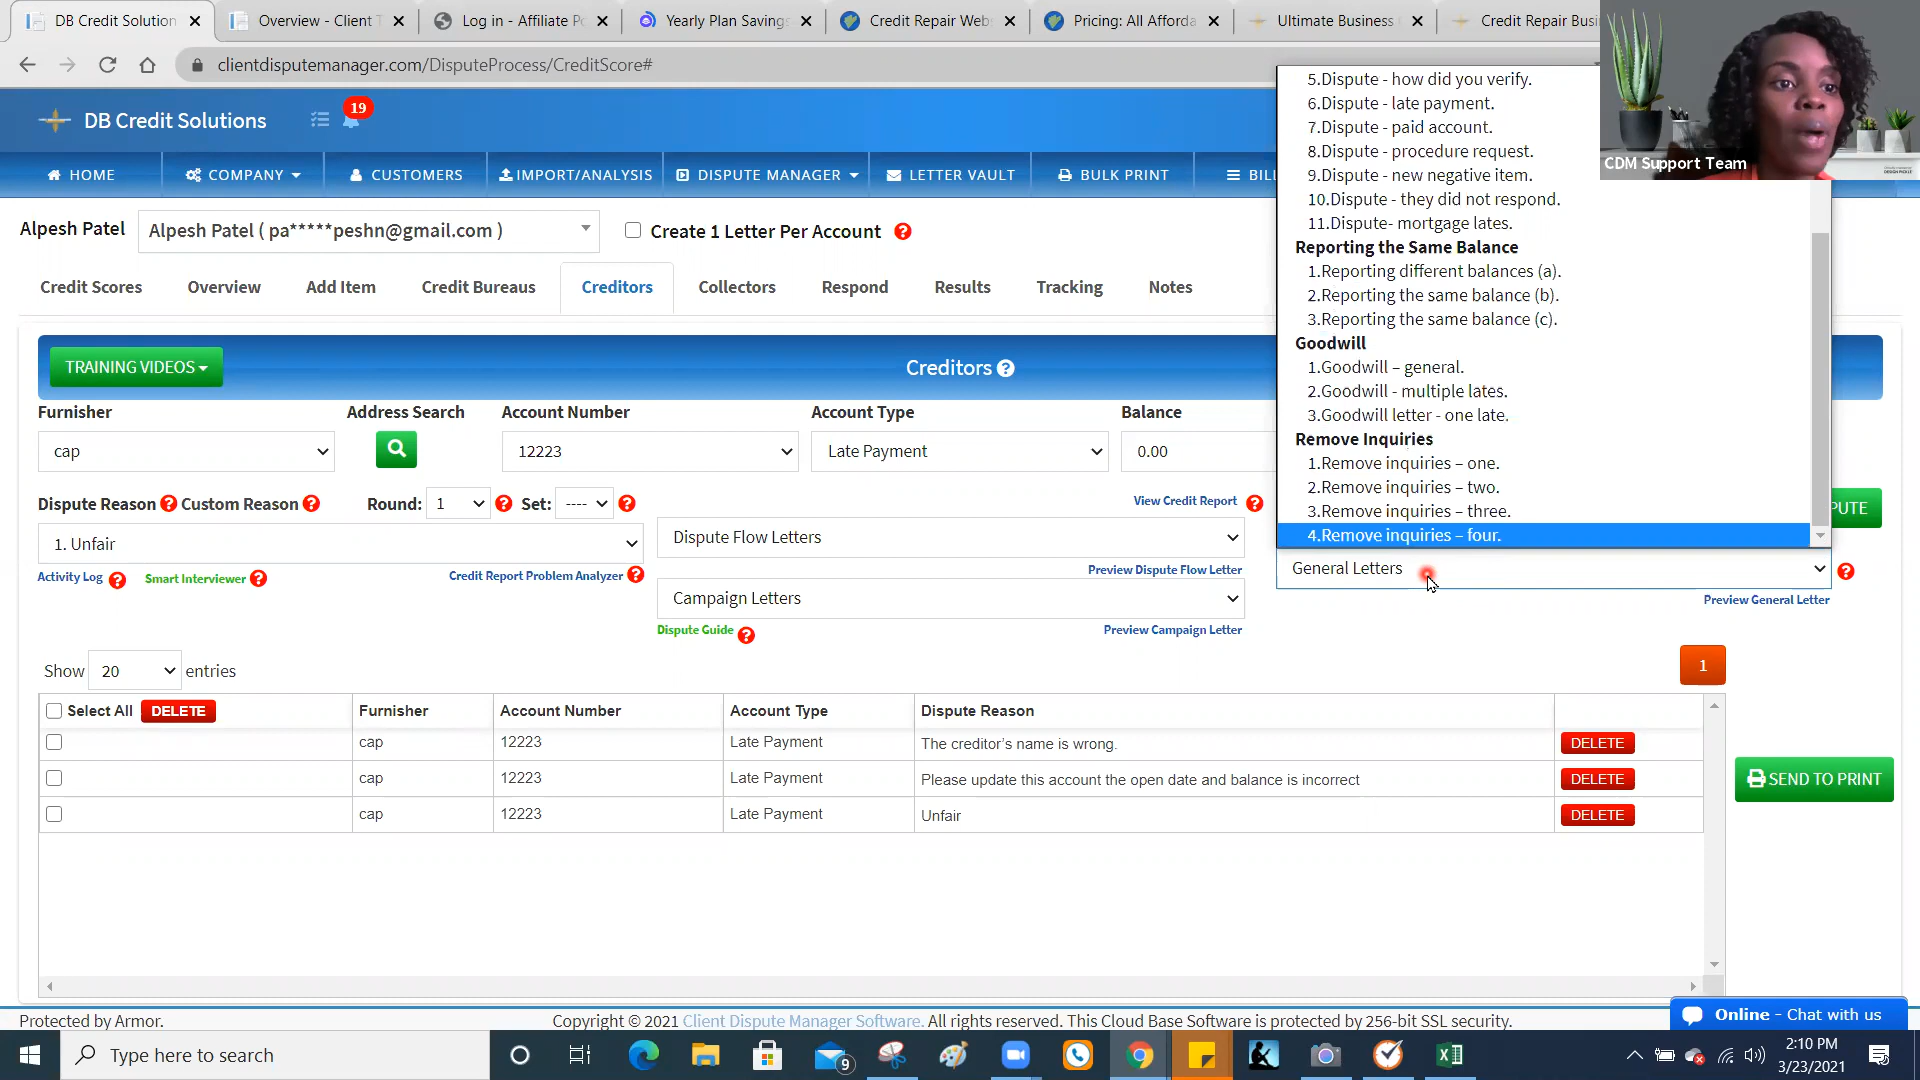 DB Credit Solution
Overview - Client T
Log in - Affiliate Po
Yearly Plan Savings
Credit Repair Web
Pricing: All Afforda
Ultimate Business
Credit Repair Busi
clientdisputemanager.com/DisputeProcess/CreditScore#
DB Credit Solutions
19
HOME
COMPANY
CUSTOMERS
IMPORT/ANALYSIS
DISPUTE MANAGER
LETTER VAULT
BULK PRINT
BILL
CDM Support Team
5.Dispute - how did you verify.
6.Dispute - late payment.
7.Dispute - paid account.
8.Dispute - procedure request.
9.Dispute - new negative item.
10.Dispute - they did not respond.
11.Dispute- mortgage lates.
Reporting the Same Balance
1.Reporting different balances (a).
2.Reporting the same balance (b).
3.Reporting the same balance (c).
Goodwill
1.Goodwill – general.
2.Goodwill - multiple lates.
3.Goodwill letter - one late.
Remove Inquiries
1.Remove inquiries – one.
2.Remove inquiries – two.
3.Remove inquiries – three.
4.Remove inquiries – four.
Alpesh Patel
Alpesh Patel ( pa*****peshn@gmail.com )
Create 1 Letter Per Account
Credit Scores
Overview
Add Item
Credit Bureaus
Creditors
Collectors
Respond
Results
Tracking
Notes
TRAINING VIDEOS
Creditors
Furnisher
Address Search
Account Number
Account Type
Balance
cap
12223
Late Payment
0.00
Dispute Reason
Custom Reason
Round: 1
Set: ----
View Credit Report
PUTE
1. Unfair
Dispute Flow Letters
General Letters
Activity Log
Smart Interviewer
Credit Report Problem Analyzer
Preview Dispute Flow Letter
Preview General Letter
Campaign Letters
Dispute Guide
Preview Campaign Letter
Show 20 entries
1
Select All DELETE Furnisher Account Number Account Type Dispute Reason
cap 12223 Late Payment The creditor's name is wrong. DELETE
cap 12223 Late Payment Please update this account the open date and balance is incorrect DELETE
cap 12223 Late Payment Unfair DELETE
SEND TO PRINT
Protected by Armor.
Copyright © 2021 Client Dispute Manager Software. All rights reserved. This Cloud Base Software is protected by 256-bit SSL security.
Online - Chat with us
Type here to search
9
2:10 PM
3/23/2021